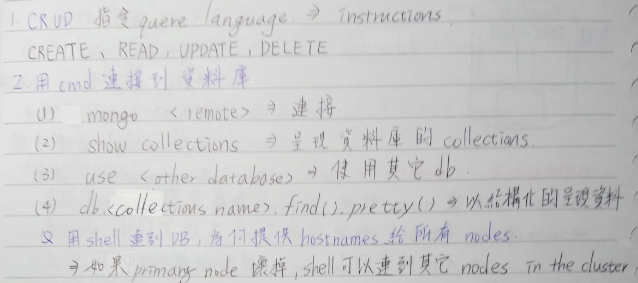 1. CRUD 指令 quere language. ⇒ instructions
CREATE、READ、UPDATE、DELETE
2. 用 cmd 連接到 資料庫
(1) mongo <remote> ⇒ 連接
(2) show collections ⇒ 呈現資料庫的 collections.
(3) use <other database> ⇒ 使用其它 db.
(4) db.<collections name>.find().pretty() ⇒ 以結構化的呈現資料
Q 用 shell 連到 DB, 為何提供 hostnames 給所有 nodes.
⇒ 如果 primary node 壞掉, shell 可以連到其它 nodes in the cluster